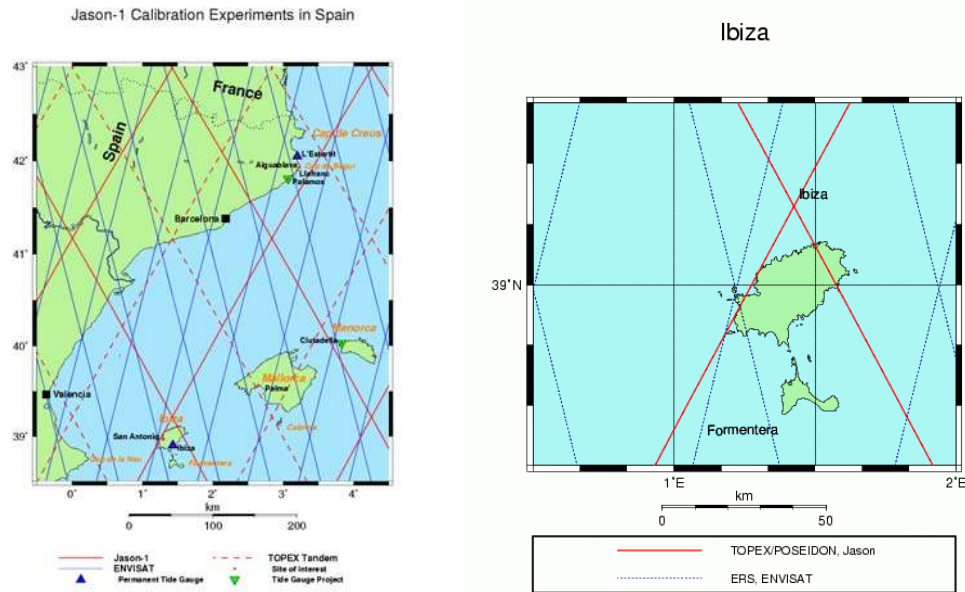 Jason-1 Calibration Experiments in Spain
43°
42°
41°
40°
39°
0°
1°
2°
3°
4°
France
Spain
Cap de Creus
L'Estartit
Aiguablava
Llafranc
Palamos
Barcelona
Menorca
Ciutadella
Mallorca
Palma
Cabrera
Valencia
Ibiza
San Antonio
Ibiza
Formentera
Cap de la Nau
km
0 100 200
Jason-1
ENVISAT
Permanent Tide Gauge
TOPEX Tandem
Site of interest
Tide Gauge Project
Ibiza
Ibiza
39°N
Formentera
1°E
2°E
km
0 50
TOPEX/POSEIDON, Jason
ERS, ENVISAT